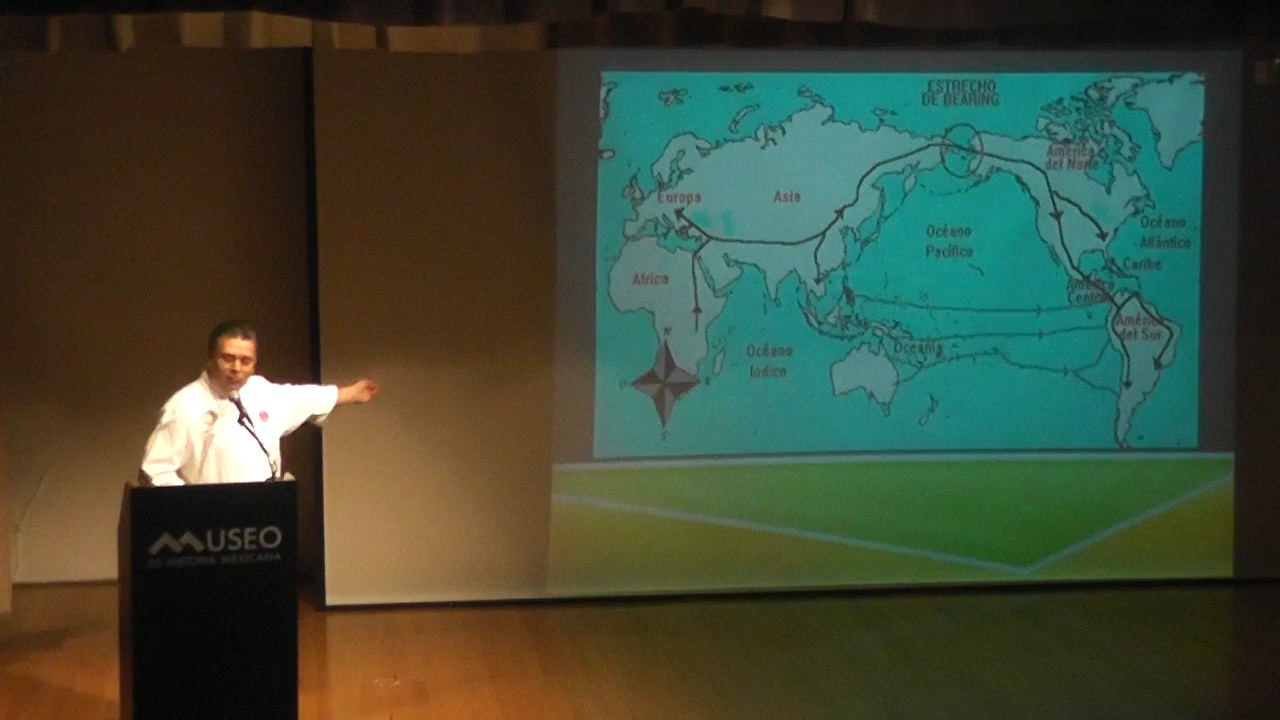 ESTRECHO
DE BEARING
América
del Norte
Europa
Asia
Océano
Atlántico
Océano
Pacífico
Caribe
Africa
América
Central
América
del Sur
Oceanía
Océano
Indico
N
O
E
S
MUSEO
DE HISTORIA MEXICANA